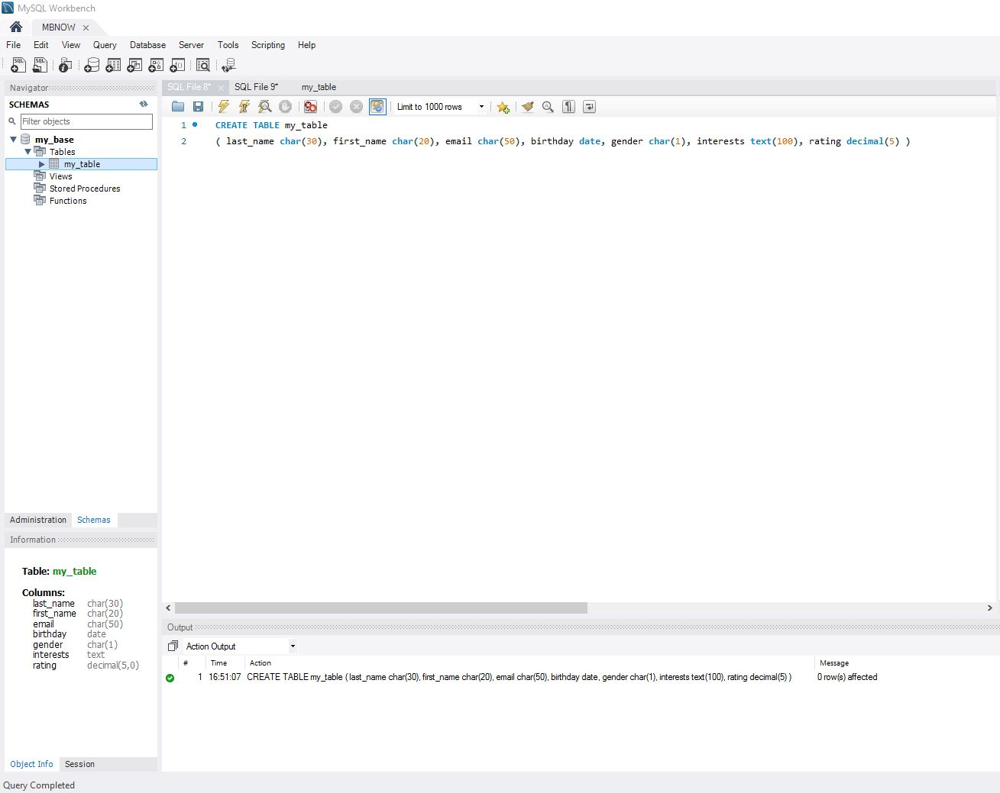 MySQL Workbench
MBNOW
File Edit View Query Database Server Tools Scripting Help
Navigator
SCHEMAS
Filter objects
my_base
Tables
my_table
Views
Stored Procedures
Functions
Administration Schemas
Information
Table: my_table
Columns:
last_name char(30)
first_name char(20)
email char(50)
birthday date
gender char(1)
interests text
rating decimal(5,0)
Object Info Session
SQL File 8* SQL File 9* my_table
Limit to 1000 rows
1 CREATE TABLE my_table
2 ( last_name char(30), first_name char(20), email char(50), birthday date, gender char(1), interests text(100), rating decimal(5) )
Output
Action Output
# Time Action Message
1 16:51:07 CREATE TABLE my_table ( last_name char(30), first_name char(20), email char(50), birthday date, gender char(1), interests text(100), rating decimal(5) ) 0 row(s) affected
Query Completed